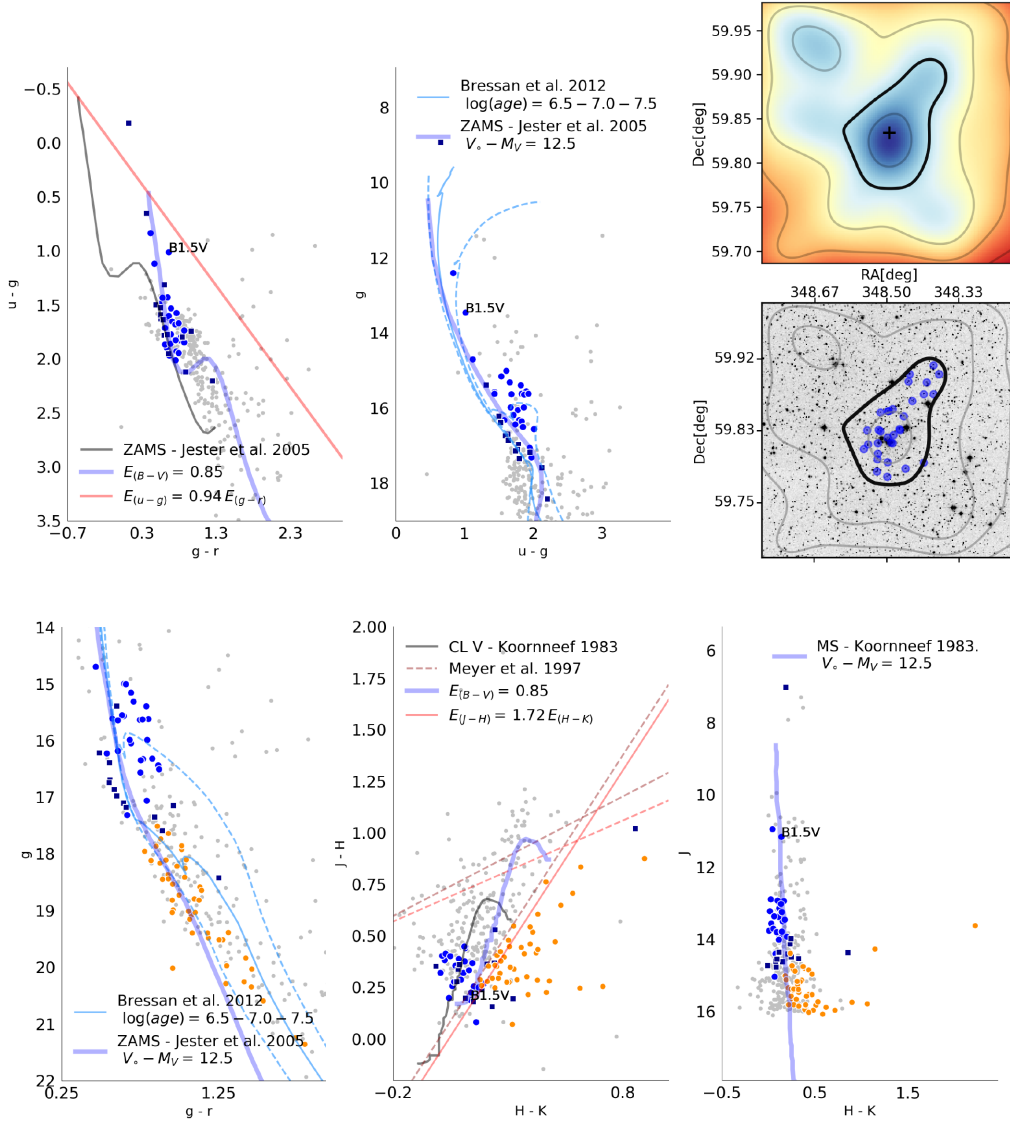 −0.5
0.0
0.5
1.0
1.5
2.0
2.5
3.0
3.5
u - g
−0.7
0.3
1.3
2.3
g - r
B1.5V
ZAMS - Jester et al. 2005
E(B − V) = 0.85
E(u − g) = 0.94 E(g − r)
8
10
12
14
16
18
g
0
1
2
3
u - g
Bressan et al. 2012
log(age) = 6.5 − 7.0 − 7.5
ZAMS - Jester et al. 2005
V∘ − MV = 12.5
B1.5V
59.95
59.90
59.85
59.80
59.75
59.70
Dec[deg]
RA[deg]
348.67 348.50 348.33
59.92
59.83
59.75
Dec[deg]
14
15
16
17
18
19
20
21
22
g
0.25
1.25
g - r
Bressan et al. 2012
log(age) = 6.5 − 7.0 − 7.5
ZAMS - Jester et al. 2005
V∘ − MV = 12.5
2.00
1.75
1.50
1.25
1.00
0.75
0.50
0.25
0.00
J - H
−0.2
0.8
H - K
CL V - Koornneef 1983
Meyer et al. 1997
E(B − V) = 0.85
E(J − H) = 1.72 E(H − K)
B1.5V
6
8
10
12
14
16
J
−0.5
0.5
1.5
H - K
MS - Koornneef 1983.
V∘ − MV = 12.5
B1.5V